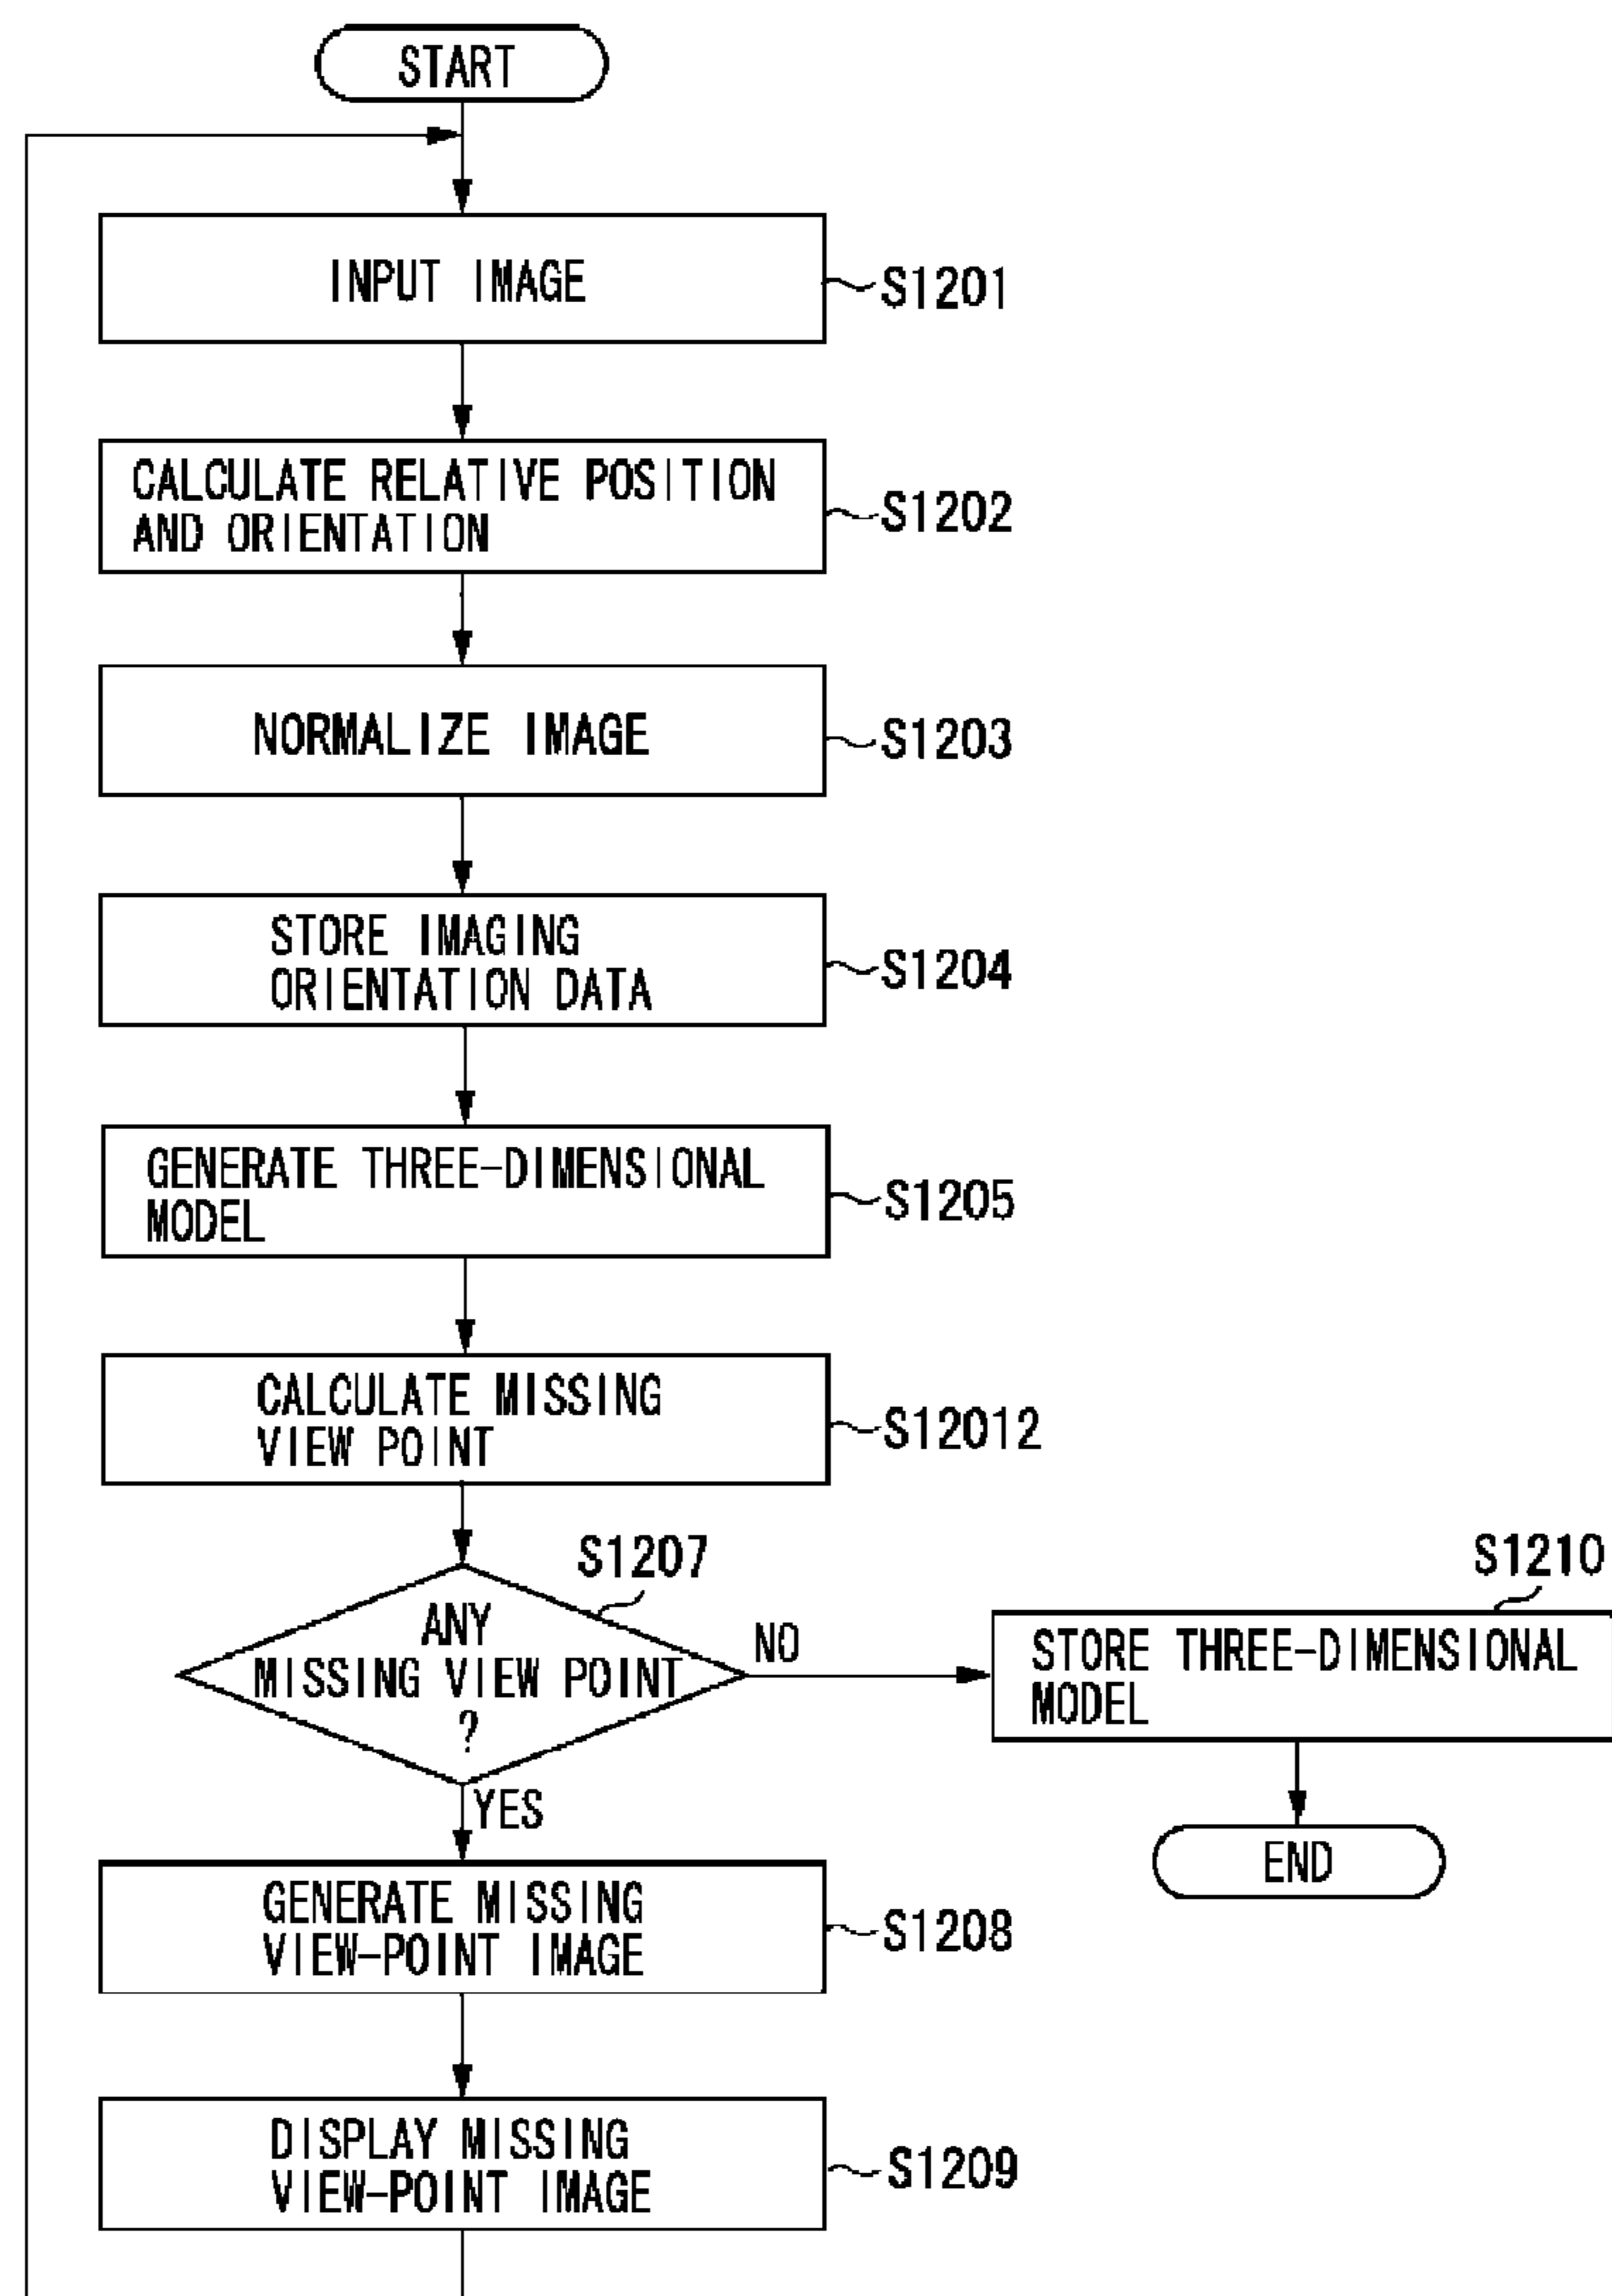 START
INPUT IMAGE
S1201
CALCULATE RELATIVE POSITION
AND ORIENTATION
S1202
NORMALIZE IMAGE
S1203
STORE IMAGING
ORIENTATION DATA
S1204
GENERATE THREE-DIMENSIONAL
MODEL
S1205
CALCULATE MISSING
VIEW POINT
S12012
S1207
ANY
MISSING VIEW POINT
?
NO
S1210
STORE THREE-DIMENSIONAL
MODEL
END
YES
GENERATE MISSING
VIEW-POINT IMAGE
S1208
DISPLAY MISSING
VIEW-POINT IMAGE
S1209